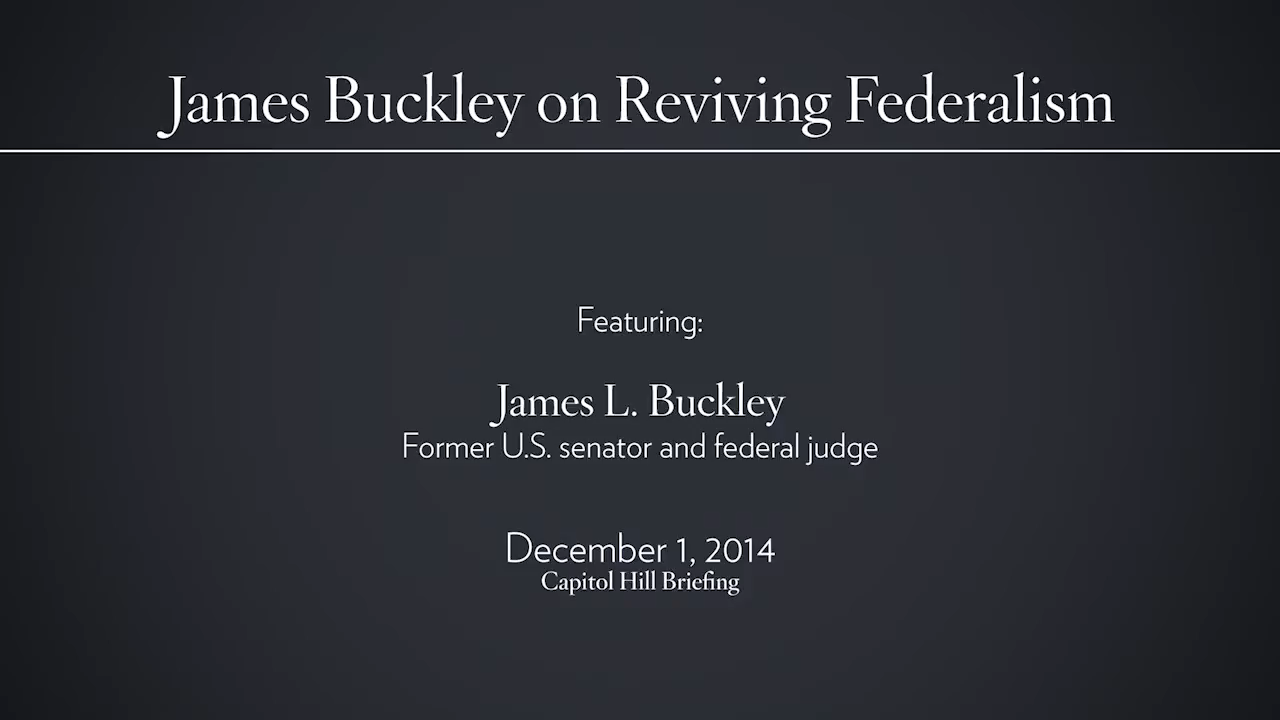 James Buckley on Reviving Federalism
Featuring:
James L. Buckley
Former U.S. senator and federal judge
December 1, 2014
Capitol Hill Briefing